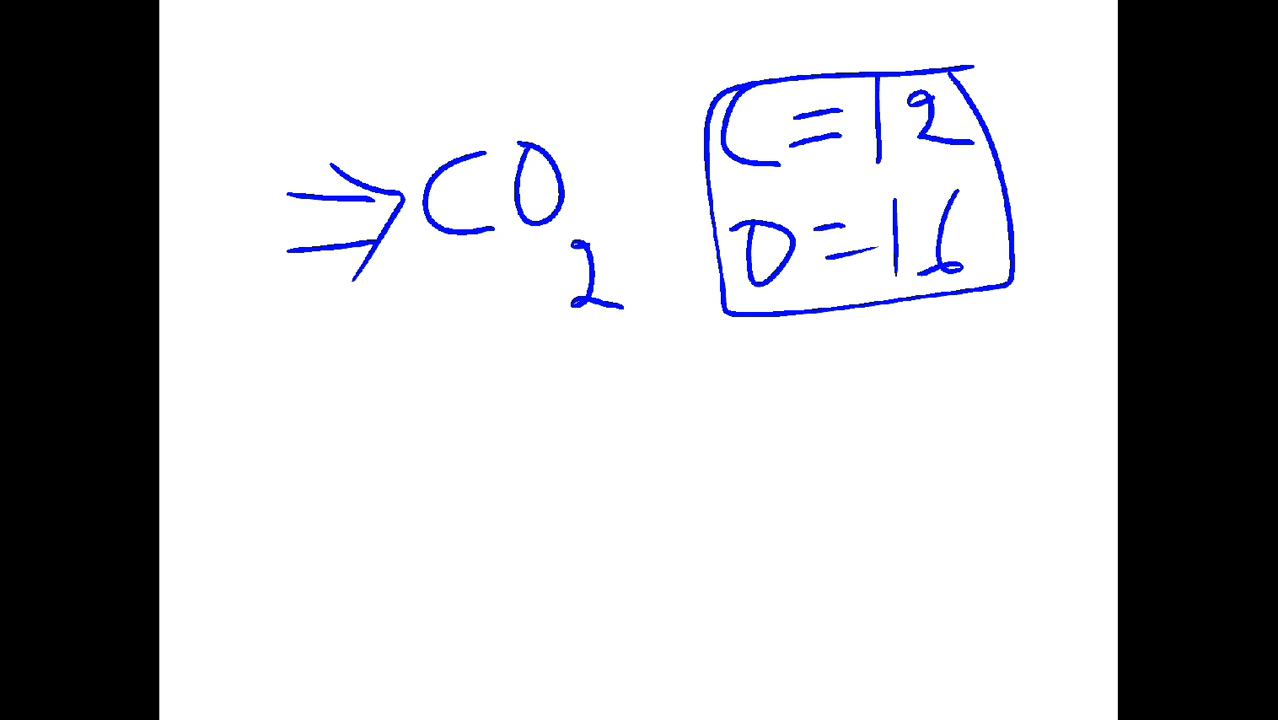 ⇒ CO₂
C = 12
O = 16